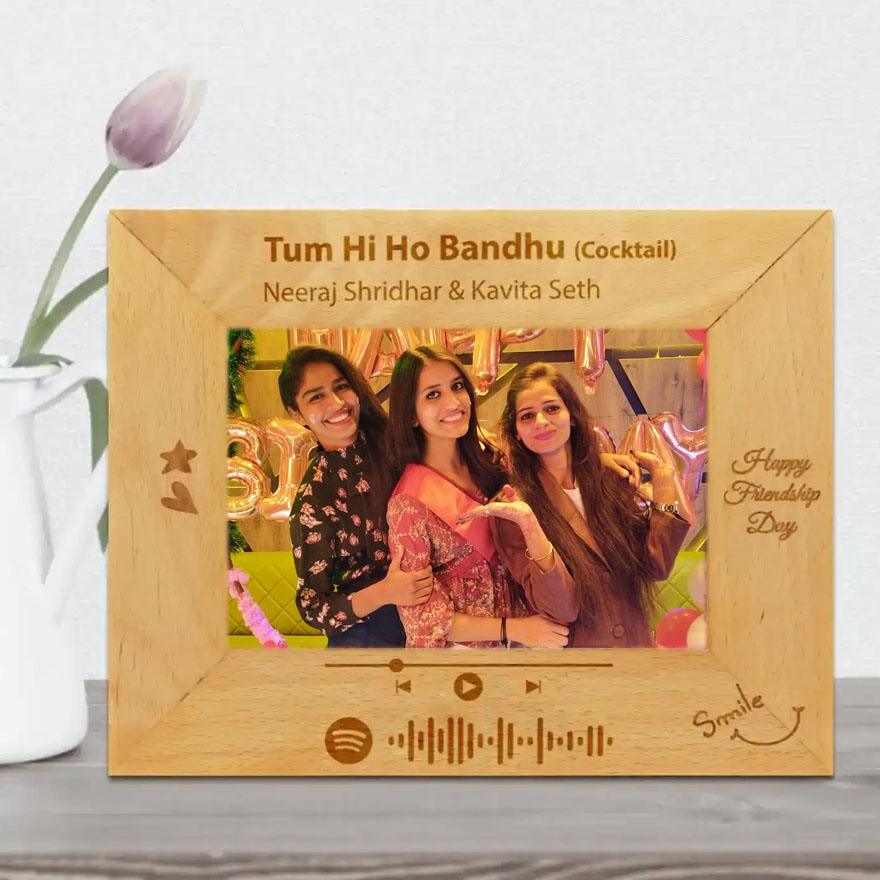 Tum Hi Ho Bandhu (Cocktail)
Neeraj Shridhar & Kavita Seth
Happy
Friendship
Day
Smile